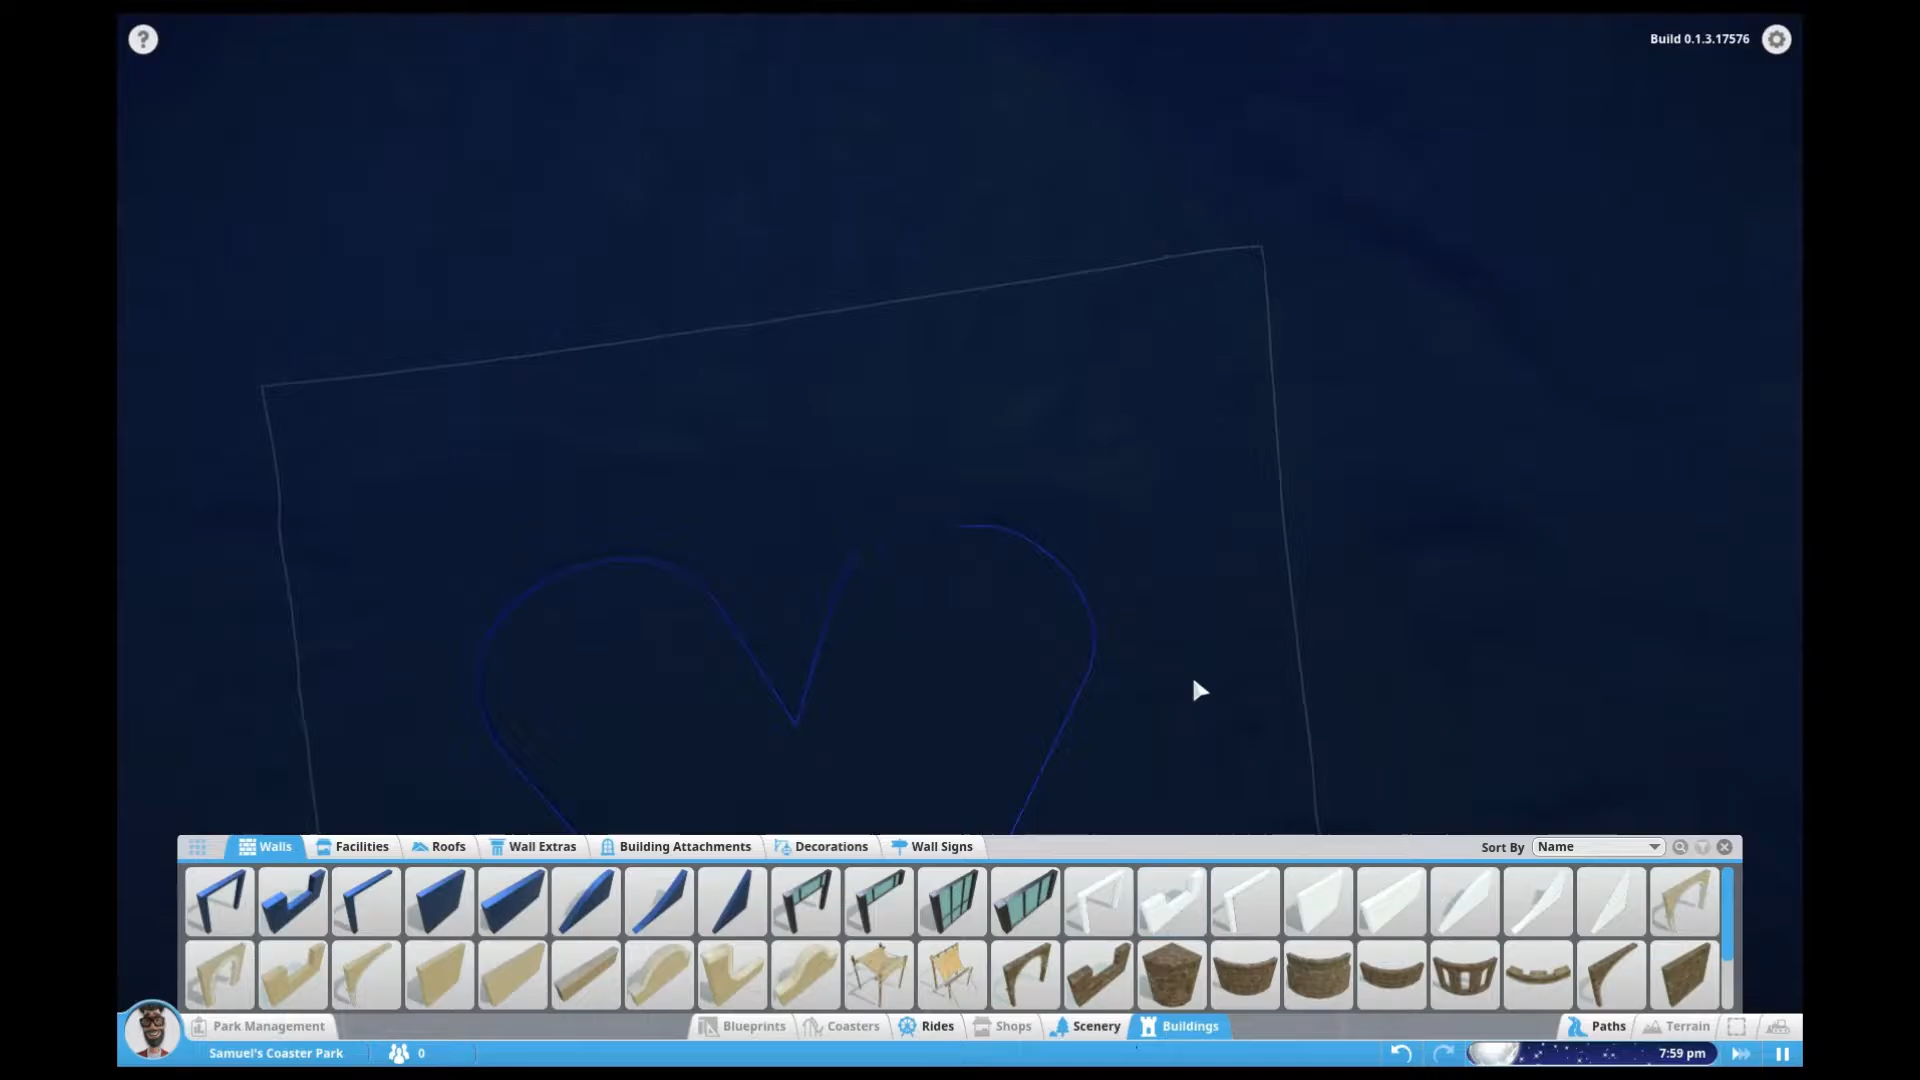 ?
Build 0.1.3.17576
Walls Facilities Roofs Wall Extras Building Attachments Decorations Wall Signs Sort By Name
Park Management Blueprints Coasters Rides Shops Scenery Buildings Paths Terrain
Samuel's Coaster Park 0 7:59 pm